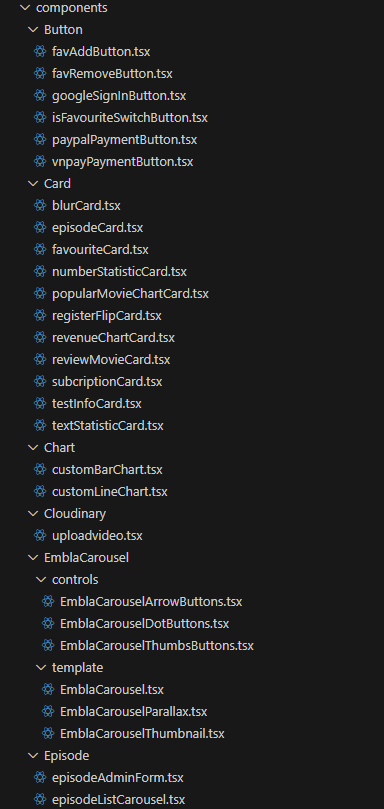 components
Button
favAddButton.tsx
favRemoveButton.tsx
googleSignInButton.tsx
isFavouriteSwitchButton.tsx
paypalPaymentButton.tsx
vnpayPaymentButton.tsx
Card
blurCard.tsx
episodeCard.tsx
favouriteCard.tsx
numberStatisticCard.tsx
popularMovieChartCard.tsx
registerFlipCard.tsx
revenueChartCard.tsx
reviewMovieCard.tsx
subcriptionCard.tsx
testInfoCard.tsx
textStatisticCard.tsx
Chart
customBarChart.tsx
customLineChart.tsx
Cloudinary
uploadvideo.tsx
EmblaCarousel
controls
EmblaCarouselArrowButtons.tsx
EmblaCarouselDotButtons.tsx
EmblaCarouselThumbsButtons.tsx
template
EmblaCarousel.tsx
EmblaCarouselParallax.tsx
EmblaCarouselThumbnail.tsx
Episode
episodeAdminForm.tsx
episodeListCarousel.tsx